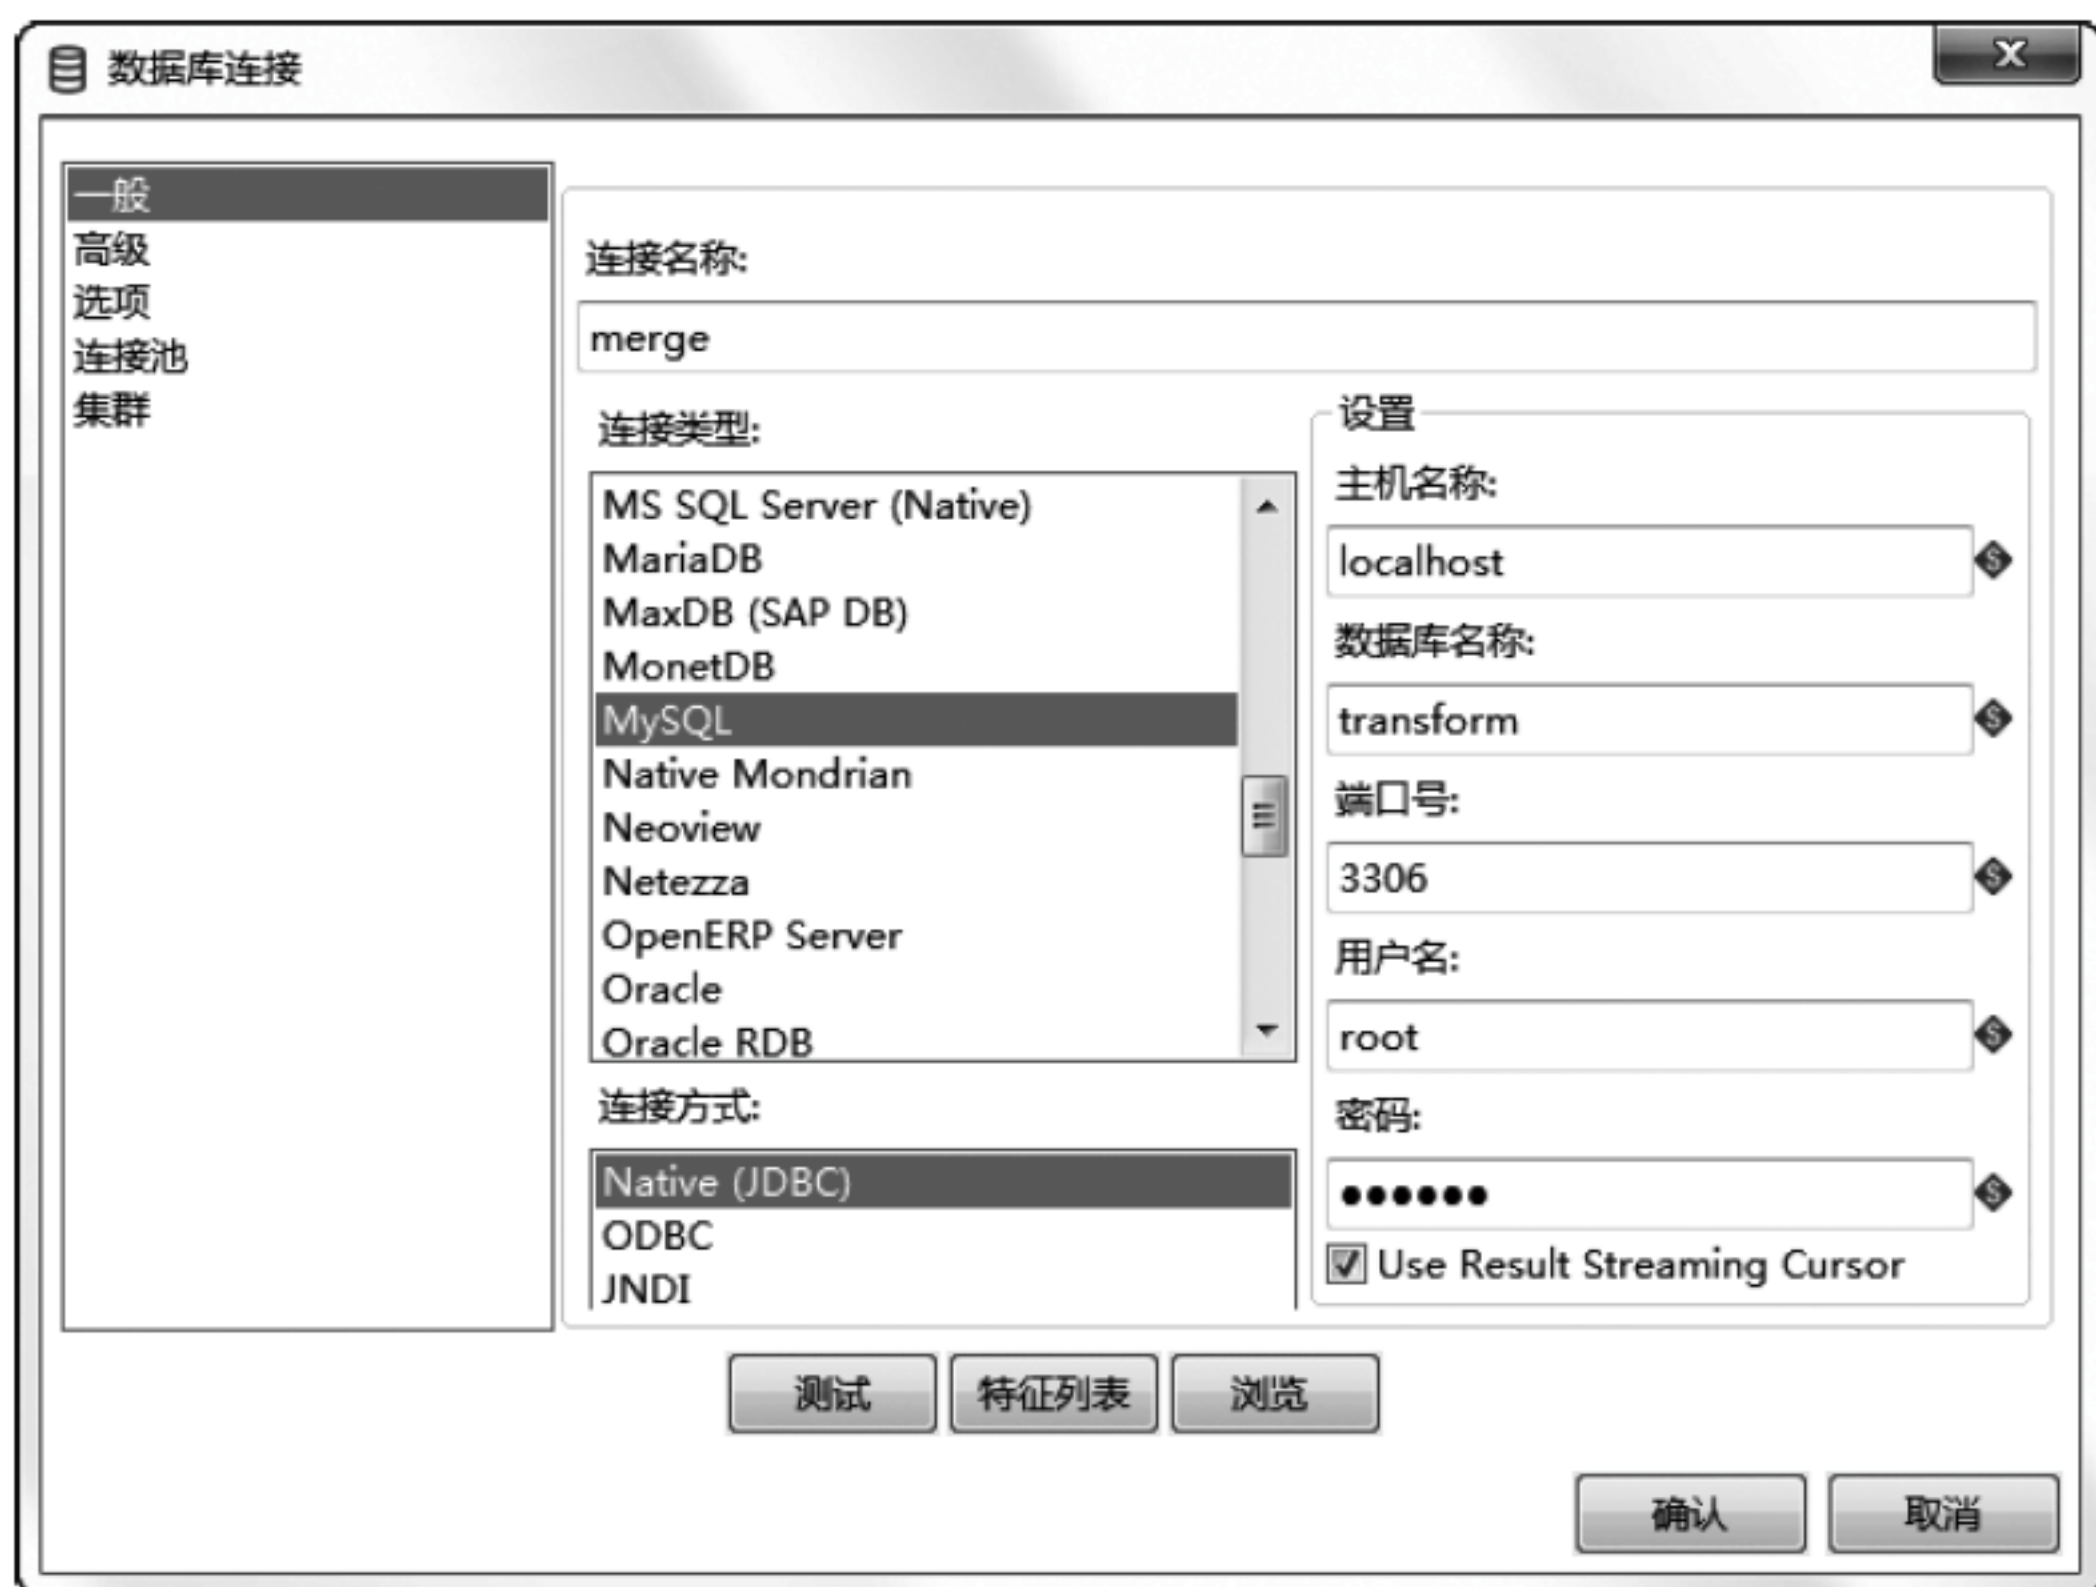 数据库连接
一般
高级
选项
连接池
集群
连接名称:
merge
连接类型:
MS SQL Server (Native)
MariaDB
MaxDB (SAP DB)
MonetDB
MySQL
Native Mondrian
Neoview
Netezza
OpenERP Server
Oracle
Oracle RDB
连接方式:
Native (JDBC)
ODBC
JNDI
设置
主机名称:
localhost
数据库名称:
transform
端口号:
3306
用户名:
root
密码:
●●●●●●
Use Result Streaming Cursor
测试 特征列表 浏览
确认 取消